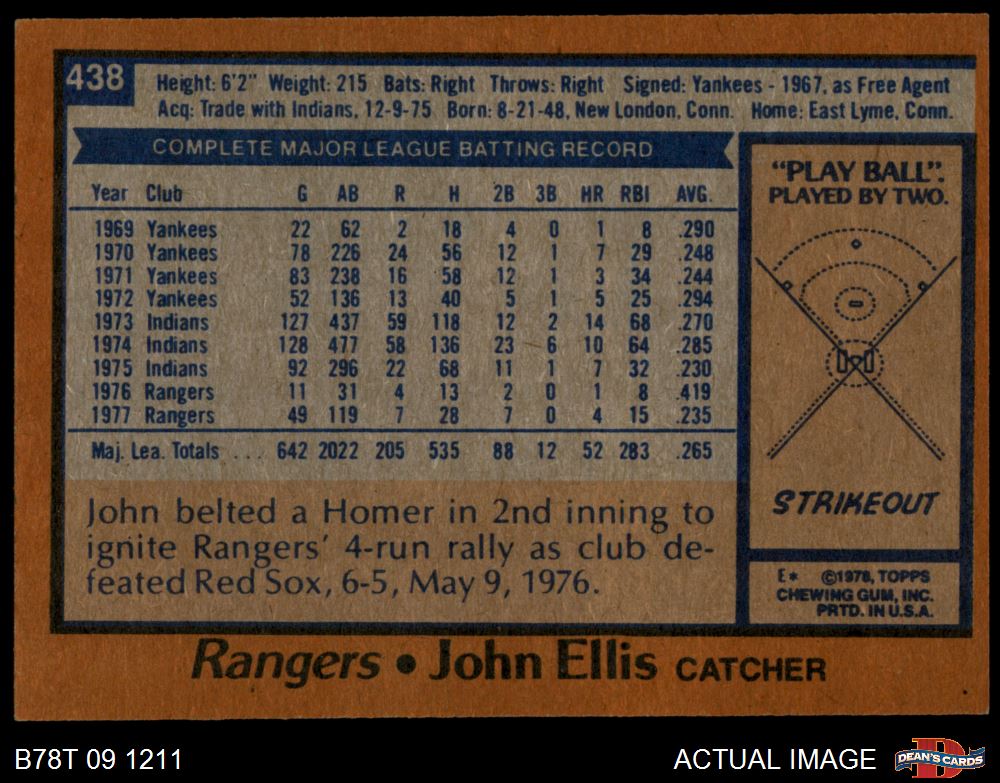 438
Height: 6'2" Weight: 215 Bats: Right Throws: Right Signed: Yankees - 1967, as Free Agent
Acq: Trade with Indians, 12-9-75 Born: 8-21-48, New London, Conn. Home: East Lyme, Conn.
COMPLETE MAJOR LEAGUE BATTING RECORD
Year Club G AB R H 2B 3B HR RBI AVG.
1969 Yankees 22 62 2 18 4 0 1 8 .290
1970 Yankees 78 226 24 56 12 1 7 29 .248
1971 Yankees 83 238 16 58 12 1 3 34 .244
1972 Yankees 52 136 13 40 5 1 5 25 .294
1973 Indians 127 437 59 118 12 2 14 68 .270
1974 Indians 128 477 58 136 23 6 10 64 .285
1975 Indians 92 296 22 68 11 1 7 32 .230
1976 Rangers 11 31 4 13 2 0 1 8 .419
1977 Rangers 49 119 7 28 7 0 4 15 .235
Maj. Lea. Totals ... 642 2022 205 535 88 12 52 283 .265
John belted a Homer in 2nd inning to
ignite Rangers' 4-run rally as club de-
feated Red Sox, 6-5, May 9, 1976.
"PLAY BALL".
PLAYED BY TWO.
STRIKEOUT
E* ©1978, TOPPS
CHEWING GUM, INC.
PRTD. IN U.S.A.
Rangers • John Ellis CATCHER
B78T 09 1211
ACTUAL IMAGE
D
DEAN'S CARDS